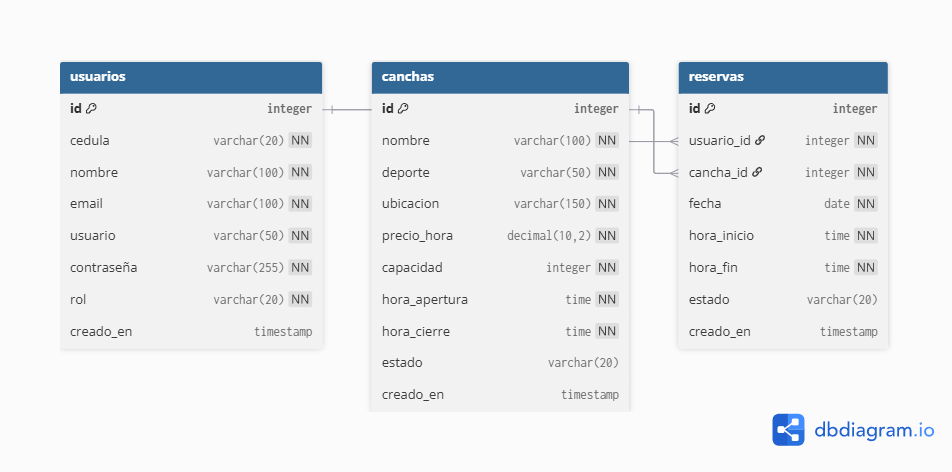 usuarios
id integer
cedula varchar(20) NN
nombre varchar(100) NN
email varchar(100) NN
usuario varchar(50) NN
contraseña varchar(255) NN
rol varchar(20) NN
creado_en timestamp
canchas
id integer
nombre varchar(100) NN
deporte varchar(50) NN
ubicacion varchar(150) NN
precio_hora decimal(10,2) NN
capacidad integer NN
hora_apertura time NN
hora_cierre time NN
estado varchar(20)
creado_en timestamp
reservas
id integer
usuario_id integer NN
cancha_id integer NN
fecha date NN
hora_inicio time NN
hora_fin time NN
estado varchar(20)
creado_en timestamp
dbdiagram.io